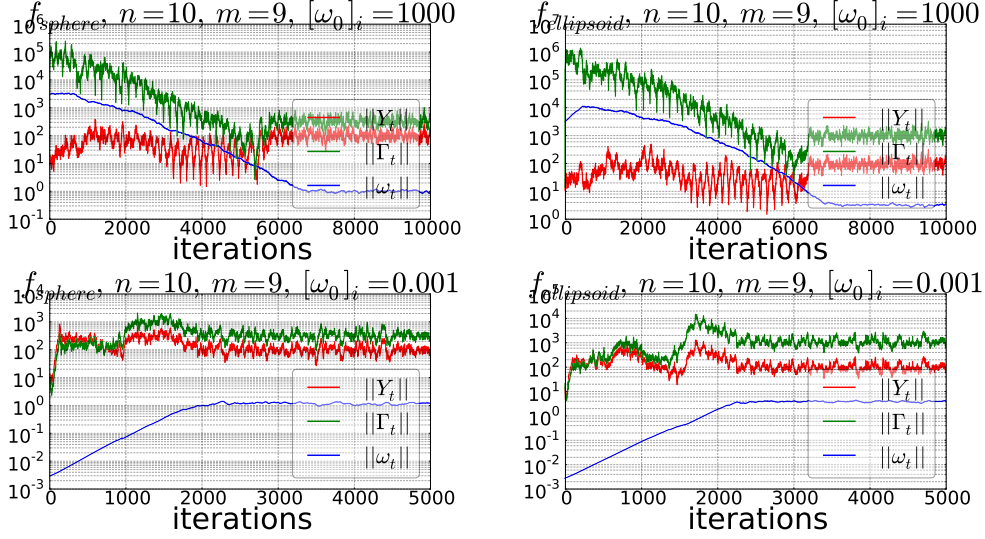 f_sphere, n=10, m=9, [ω_0]_i=1000
10^6
10^5
10^4
10^3
10^2
10^1
10^0
10^-1
||Y_t||
||Γ_t||
||ω_t||
0 2000 4000 6000 8000 10000
iterations
f_ellipsoid, n=10, m=9, [ω_0]_i=1000
10^7
10^6
10^5
10^4
10^3
10^2
10^1
10^0
||Y_t||
||Γ_t||
||ω_t||
0 2000 4000 6000 8000 10000
iterations
f_sphere, n=10, m=9, [ω_0]_i=0.001
10^4
10^3
10^2
10^1
10^0
10^-1
10^-2
10^-3
||Y_t||
||Γ_t||
||ω_t||
0 1000 2000 3000 4000 5000
iterations
f_ellipsoid, n=10, m=9, [ω_0]_i=0.001
10^5
10^4
10^3
10^2
10^1
10^0
10^-1
10^-2
10^-3
||Y_t||
||Γ_t||
||ω_t||
0 1000 2000 3000 4000 5000
iterations